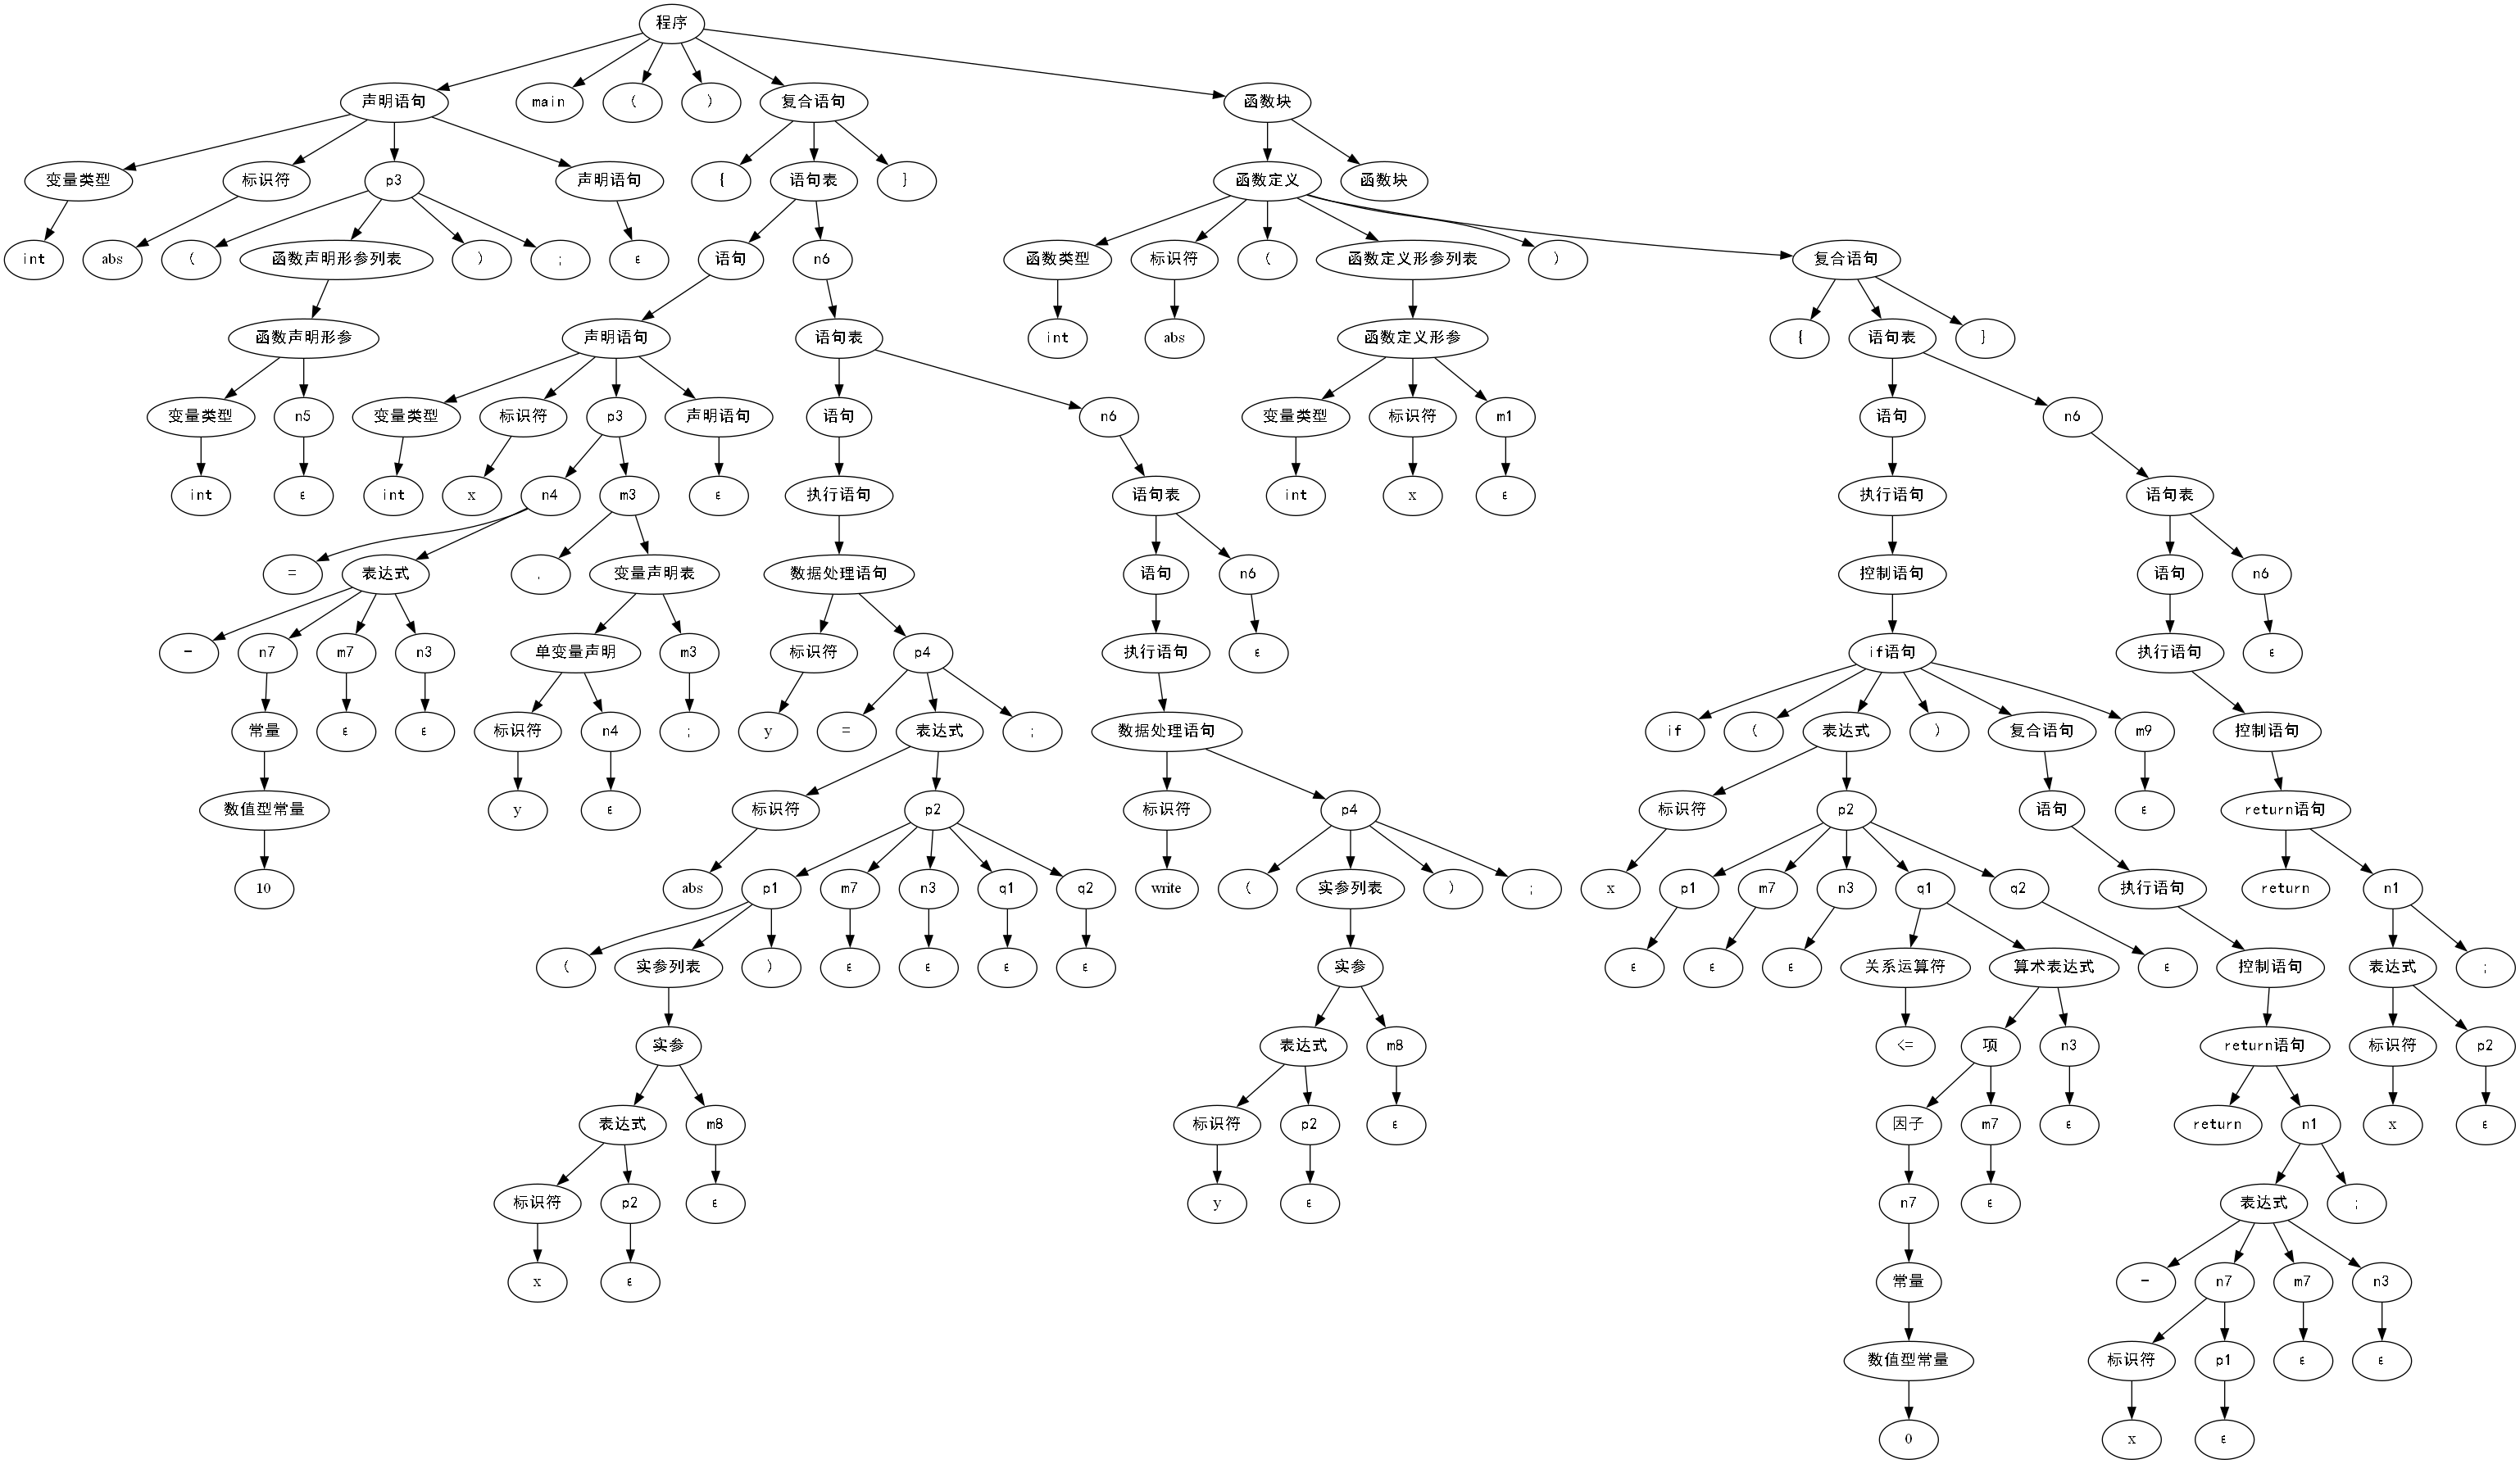 程序
声明语句 main ( ) 复合语句 函数块
变量类型 标识符 p3 声明语句 { 语句表 } 函数定义 函数块
int abs ( 函数声明形参列表 ) ; ε 语句 n6 函数类型 标识符 ( 函数定义形参列表 ) 复合语句
函数声明形参 声明语句 语句表 int abs 函数定义形参 { 语句表 }
变量类型 n5 变量类型 标识符 p3 声明语句 语句 n6 变量类型 标识符 m1 语句 n6
int ε int x n4 m3 ε 执行语句 语句表 int x ε 执行语句 语句表
= 表达式 , 变量声明表 数据处理语句 语句 n6 控制语句 语句 n6
- n7 m7 n3 单变量声明 m3 标识符 p4 执行语句 ε if语句 执行语句 ε
常量 ε ε 标识符 n4 ; y = 表达式 ; 数据处理语句 if ( 表达式 ) 复合语句 m9 控制语句
数值型常量 y ε 标识符 p2 标识符 p4 标识符 p2 语句 ε return语句
10 abs p1 m7 n3 q1 q2 write ( 实参列表 ) ; x p1 m7 n3 q1 q2 执行语句 return n1
( 实参列表 ) ε ε ε ε 实参 ε ε ε 关系运算符 算术表达式 ε 控制语句 表达式 ;
实参 表达式 m8 <= 项 n3 return语句 标识符 p2
表达式 m8 标识符 p2 ε 因子 m7 ε return n1 x ε
标识符 p2 ε y ε n7 ε 表达式 ;
x ε 常量 - n7 m7 n3
数值型常量 标识符 p1 ε ε
0 x ε